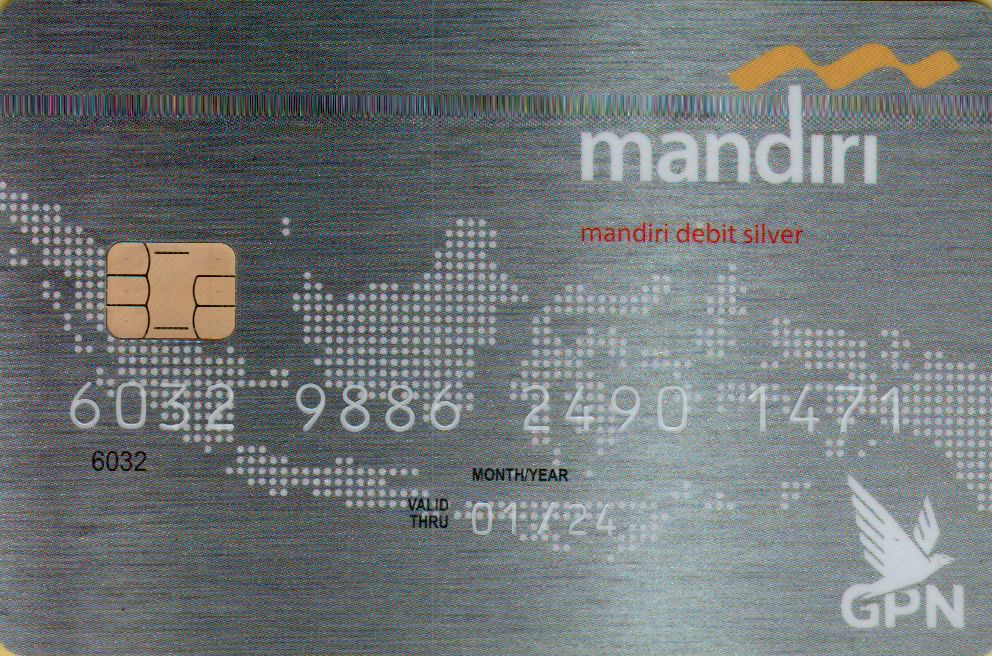 mandiri
mandiri debit silver
6032 9886 2490 1471
6032
MONTH/YEAR
VALID THRU 01/24
GPN